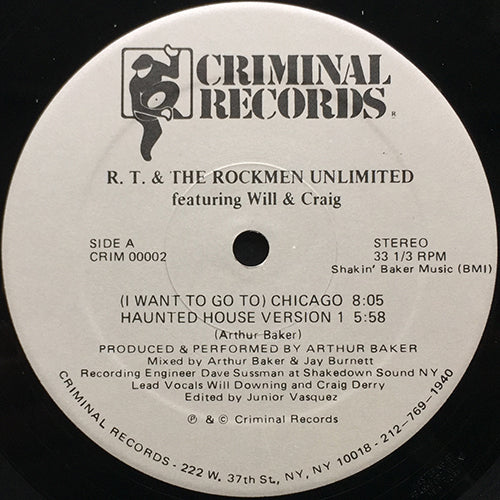 CRIMINAL
RECORDS®
R. T. & THE ROCKMEN UNLIMITED
featuring Will & Craig
SIDE A
CRIM 00002
STEREO
33 1/3 RPM
Shakin' Baker Music (BMI)
(I WANT TO GO TO) CHICAGO 8:05
HAUNTED HOUSE VERSION 1 5:58
(Arthur Baker)
PRODUCED & PERFORMED BY ARTHUR BAKER
Mixed by Arthur Baker & Jay Burnett
Recording Engineer Dave Sussman at Shakedown Sound NY
Lead Vocals Will Downing and Craig Derry
Edited by Junior Vasquez
℗ & © Criminal Records
CRIMINAL RECORDS - 222 W. 37th St., NY, NY 10018 - 212-769-1940